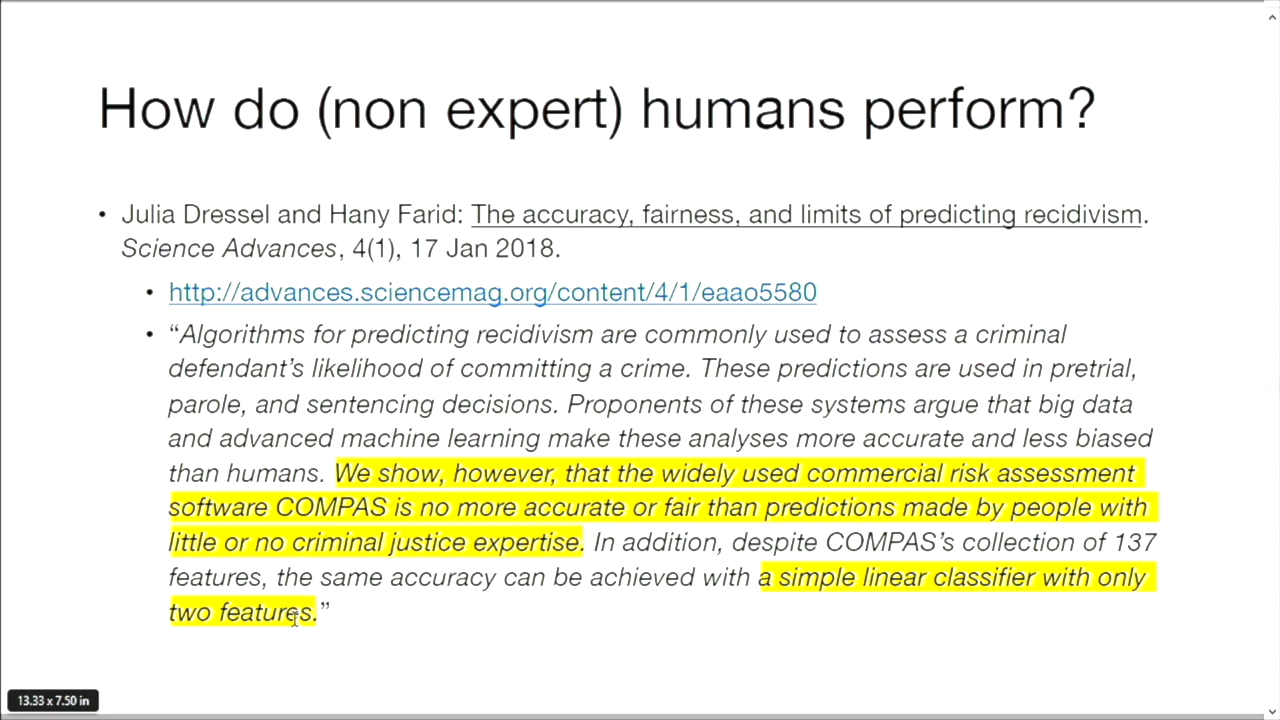 How do (non expert) humans perform?
• Julia Dressel and Hany Farid: The accuracy, fairness, and limits of predicting recidivism.
Science Advances, 4(1), 17 Jan 2018.
• http://advances.sciencemag.org/content/4/1/eaao5580
• “Algorithms for predicting recidivism are commonly used to assess a criminal
defendant’s likelihood of committing a crime. These predictions are used in pretrial,
parole, and sentencing decisions. Proponents of these systems argue that big data
and advanced machine learning make these analyses more accurate and less biased
than humans. We show, however, that the widely used commercial risk assessment
software COMPAS is no more accurate or fair than predictions made by people with
little or no criminal justice expertise. In addition, despite COMPAS’s collection of 137
features, the same accuracy can be achieved with a simple linear classifier with only
two features.”
13.33 x 7.50 in